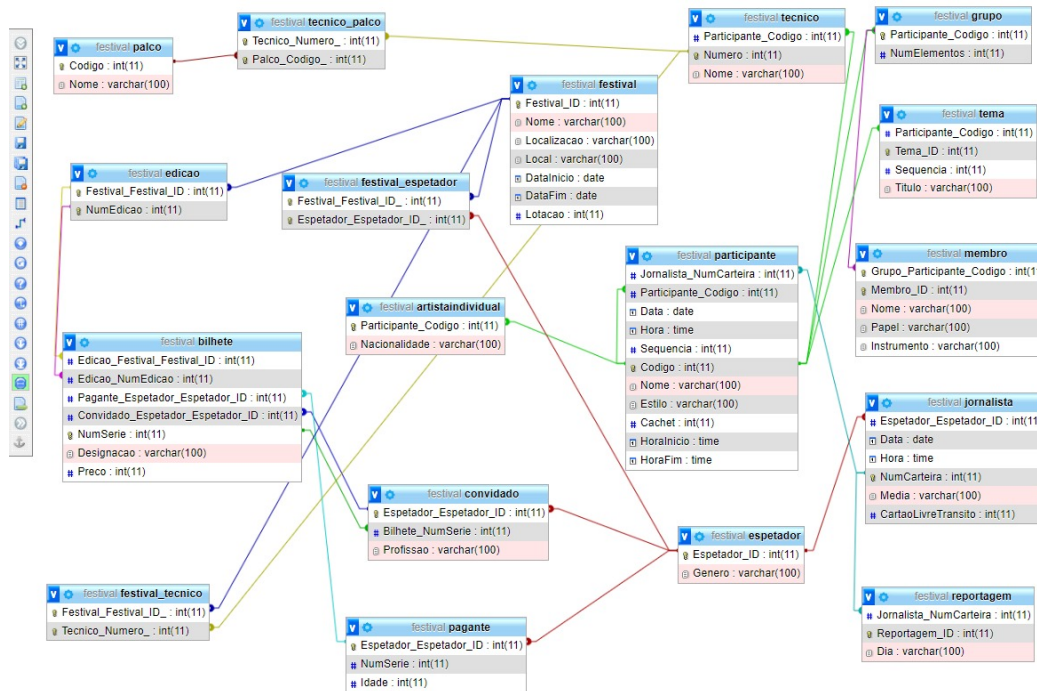 festival palco
Codigo : int(11)
Nome : varchar(100)
festival tecnico_palco
Tecnico_Numero_ : int(11)
Palco_Codigo_ : int(11)
festival tecnico
Participante_Codigo : int(11)
Numero : int(11)
Nome : varchar(100)
festival grupo
Participante_Codigo : int(11)
NumElementos : int(11)
festival festival
Festival_ID : int(11)
Nome : varchar(100)
Localizacao : varchar(100)
Local : varchar(100)
DataInicio : date
DataFim : date
Lotacao : int(11)
festival tema
Participante_Codigo : int(11)
Tema_ID : int(11)
Sequencia : int(11)
Titulo : varchar(100)
festival edicao
Festival_Festival_ID : int(11)
NumEdicao : int(11)
festival festival_espetador
Festival_Festival_ID_ : int(11)
Espetador_Espetador_ID_ : int(11)
festival participante
Jornalista_NumCarteira : int(11)
Participante_Codigo : int(11)
Data : date
Hora : time
Sequencia : int(11)
Codigo : int(11)
Nome : varchar(100)
Estilo : varchar(100)
Cachet : int(11)
HoraInicio : time
HoraFim : time
festival membro
Grupo_Participante_Codigo : int(11
Membro_ID : int(11)
Nome : varchar(100)
Papel : varchar(100)
Instrumento : varchar(100)
festival artistaindividual
Participante_Codigo : int(11)
Nacionalidade : varchar(100)
festival bilhete
Edicao_Festival_Festival_ID : int(11)
Edicao_NumEdicao : int(11)
Pagante_Espetador_Espetador_ID : int(11)
Convidado_Espetador_Espetador_ID : int(11)
NumSerie : int(11)
Designacao : varchar(100)
Preco : int(11)
festival jornalista
Espetador_Espetador_ID : int(11
Data : date
Hora : time
NumCarteira : int(11)
Media : varchar(100)
CartaoLivreTransito : int(11)
festival convidado
Espetador_Espetador_ID : int(11)
Bilhete_NumSerie : int(11)
Profissao : varchar(100)
festival espetador
Espetador_ID : int(11)
Genero : varchar(100)
festival festival_tecnico
Festival_Festival_ID_ : int(11)
Tecnico_Numero_ : int(11)
festival reportagem
Jornalista_NumCarteira : int(11)
Reportagem_ID : int(11)
Dia : varchar(100)
festival pagante
Espetador_Espetador_ID : int(11)
NumSerie : int(11)
Idade : int(11)